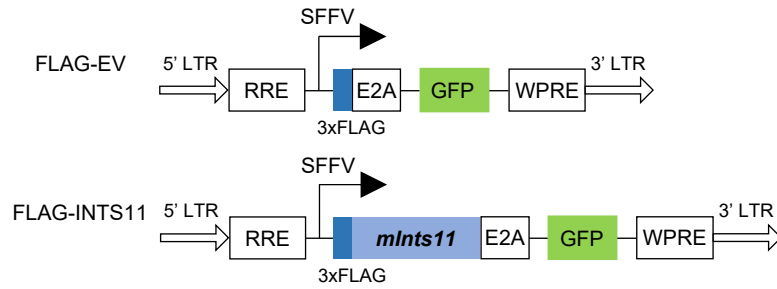 SFFV
FLAG-EV
5’ LTR
RRE
E2A
GFP
WPRE
3’ LTR
3xFLAG
SFFV
FLAG-INTS11
5’ LTR
RRE
mInts11
E2A
GFP
WPRE
3’ LTR
3xFLAG